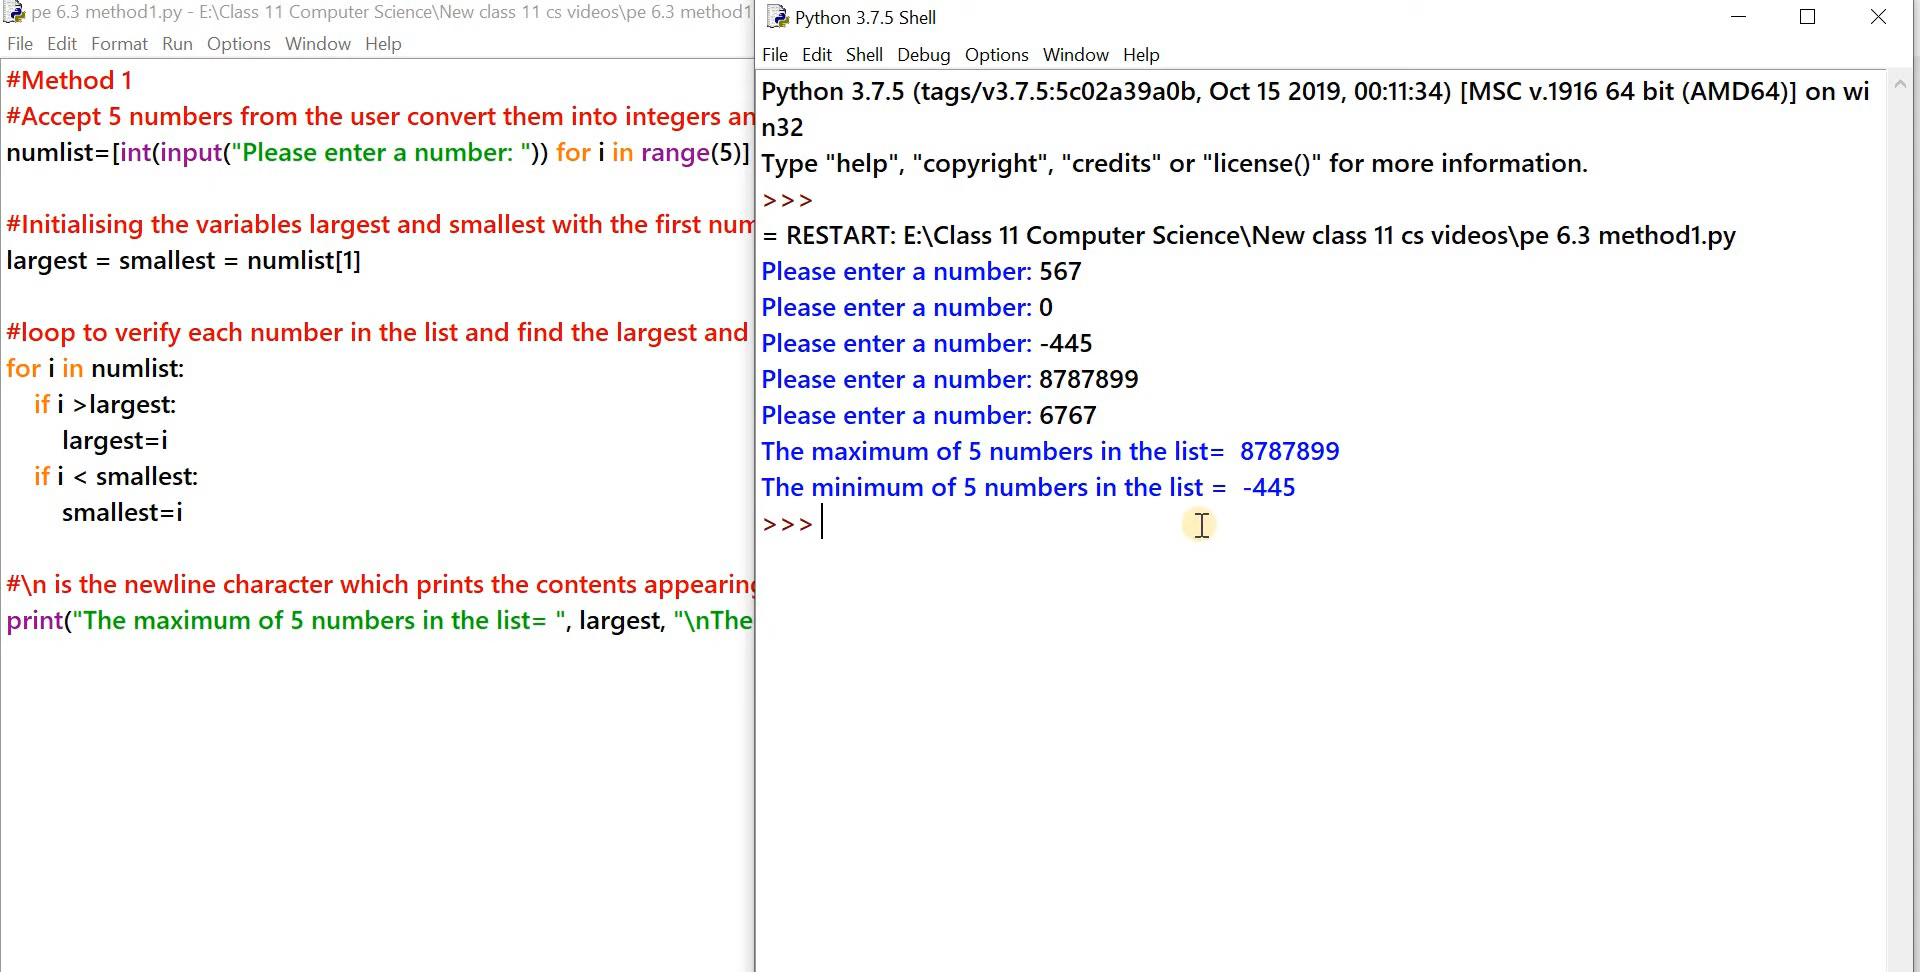 pe 6.3 method1.py - E:\Class 11 Computer Science\New class 11 cs videos\pe 6.3 method1
File Edit Format Run Options Window Help
#Method 1
#Accept 5 numbers from the user convert them into integers an
numlist=[int(input("Please enter a number: ")) for i in range(5)]
#Initialising the variables largest and smallest with the first num
largest = smallest = numlist[1]
#loop to verify each number in the list and find the largest and
for i in numlist:
if i >largest:
largest=i
if i < smallest:
smallest=i
#\n is the newline character which prints the contents appearing
print("The maximum of 5 numbers in the list= ", largest, "\nThe
Python 3.7.5 Shell
File Edit Shell Debug Options Window Help
Python 3.7.5 (tags/v3.7.5:5c02a39a0b, Oct 15 2019, 00:11:34) [MSC v.1916 64 bit (AMD64)] on wi
n32
Type "help", "copyright", "credits" or "license()" for more information.
>>>
= RESTART: E:\Class 11 Computer Science\New class 11 cs videos\pe 6.3 method1.py
Please enter a number: 567
Please enter a number: 0
Please enter a number: -445
Please enter a number: 8787899
Please enter a number: 6767
The maximum of 5 numbers in the list=  8787899
The minimum of 5 numbers in the list =  -445
>>>